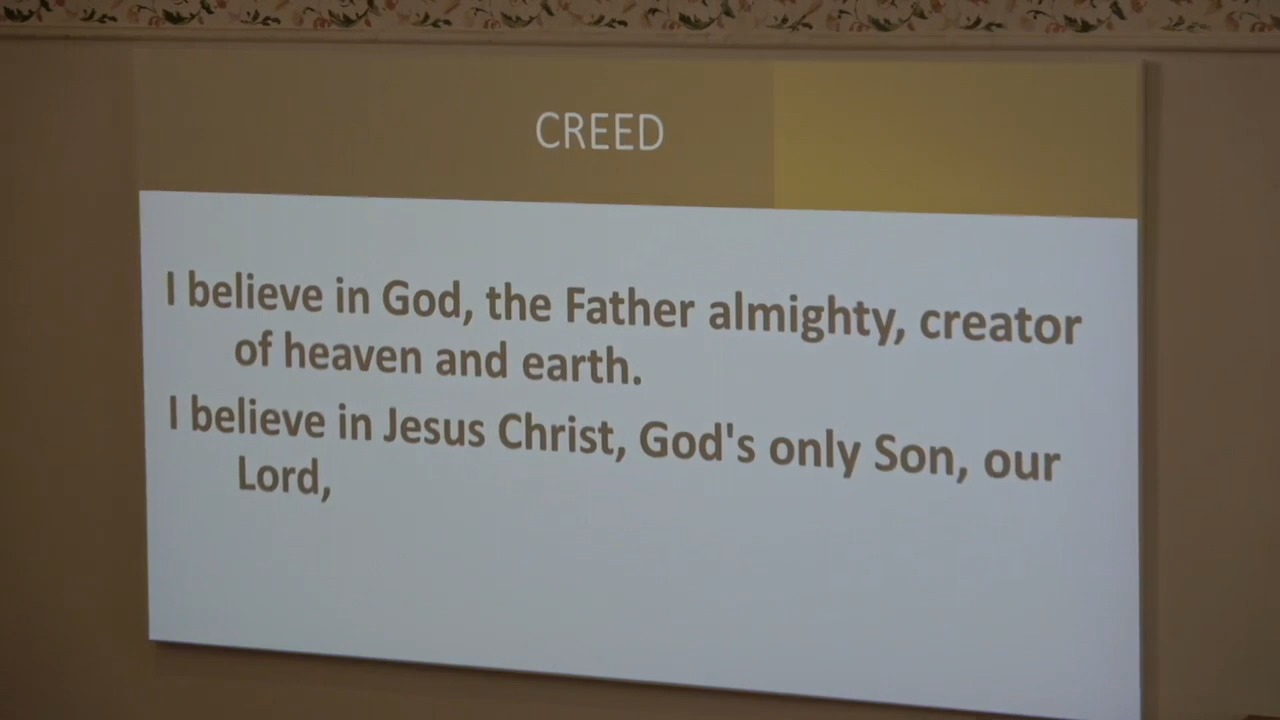 CREED
I believe in God, the Father almighty, creator
of heaven and earth.
I believe in Jesus Christ, God's only Son, our
Lord,